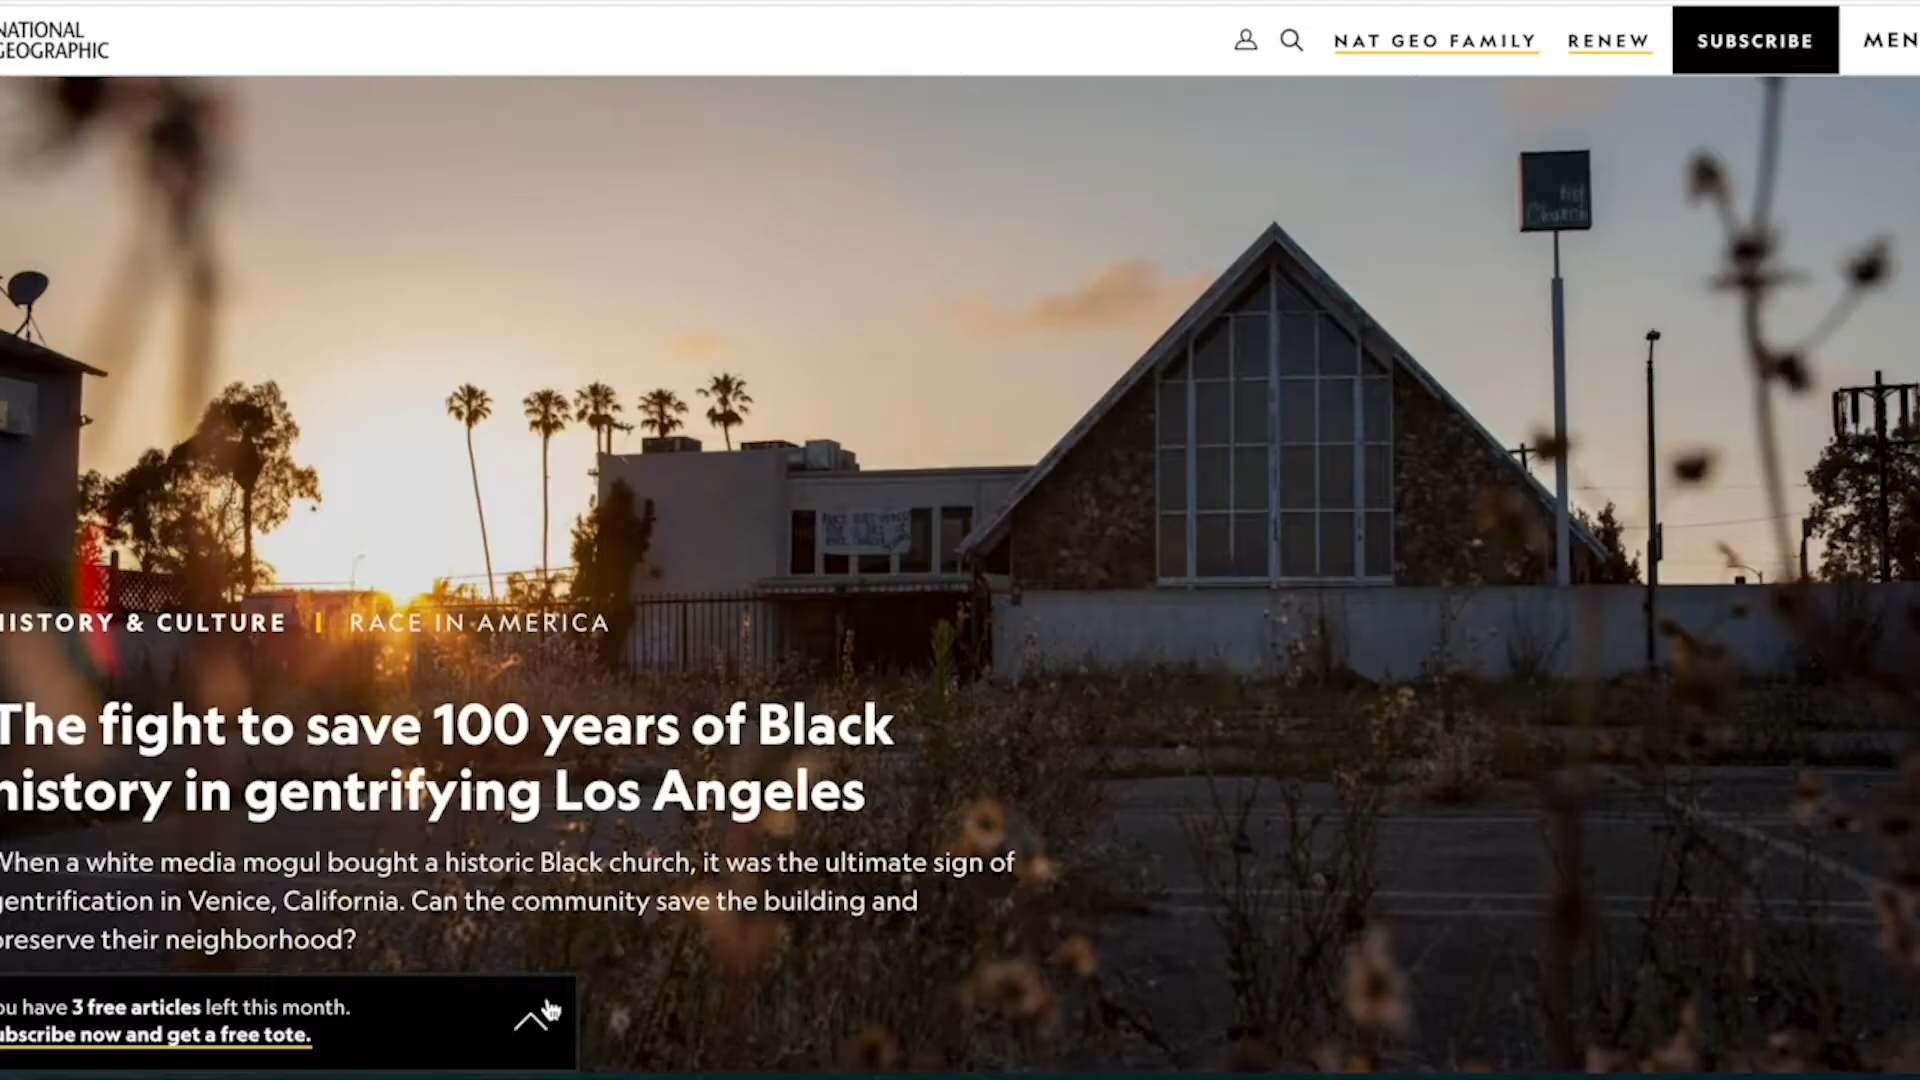 NATIONAL
GEOGRAPHIC
NAT GEO FAMILY
RENEW
SUBSCRIBE
MEN
Church
HISTORY & CULTURE | RACE IN AMERICA
The fight to save 100 years of Black
history in gentrifying Los Angeles
When a white media mogul bought a historic Black church, it was the ultimate sign of
gentrification in Venice, California. Can the community save the building and
preserve their neighborhood?
ou have 3 free articles left this month.
ubscribe now and get a free tote.